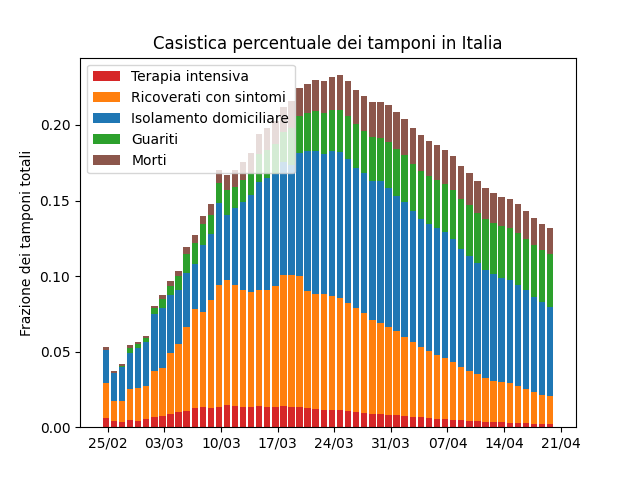 Casistica percentuale dei tamponi in Italia
Terapia intensiva
Ricoverati con sintomi
Isolamento domiciliare
Guariti
Morti
Frazione dei tamponi totali
0.20
0.15
0.10
0.05
0.00
25/02 03/03 10/03 17/03 24/03 31/03 07/04 14/04 21/04